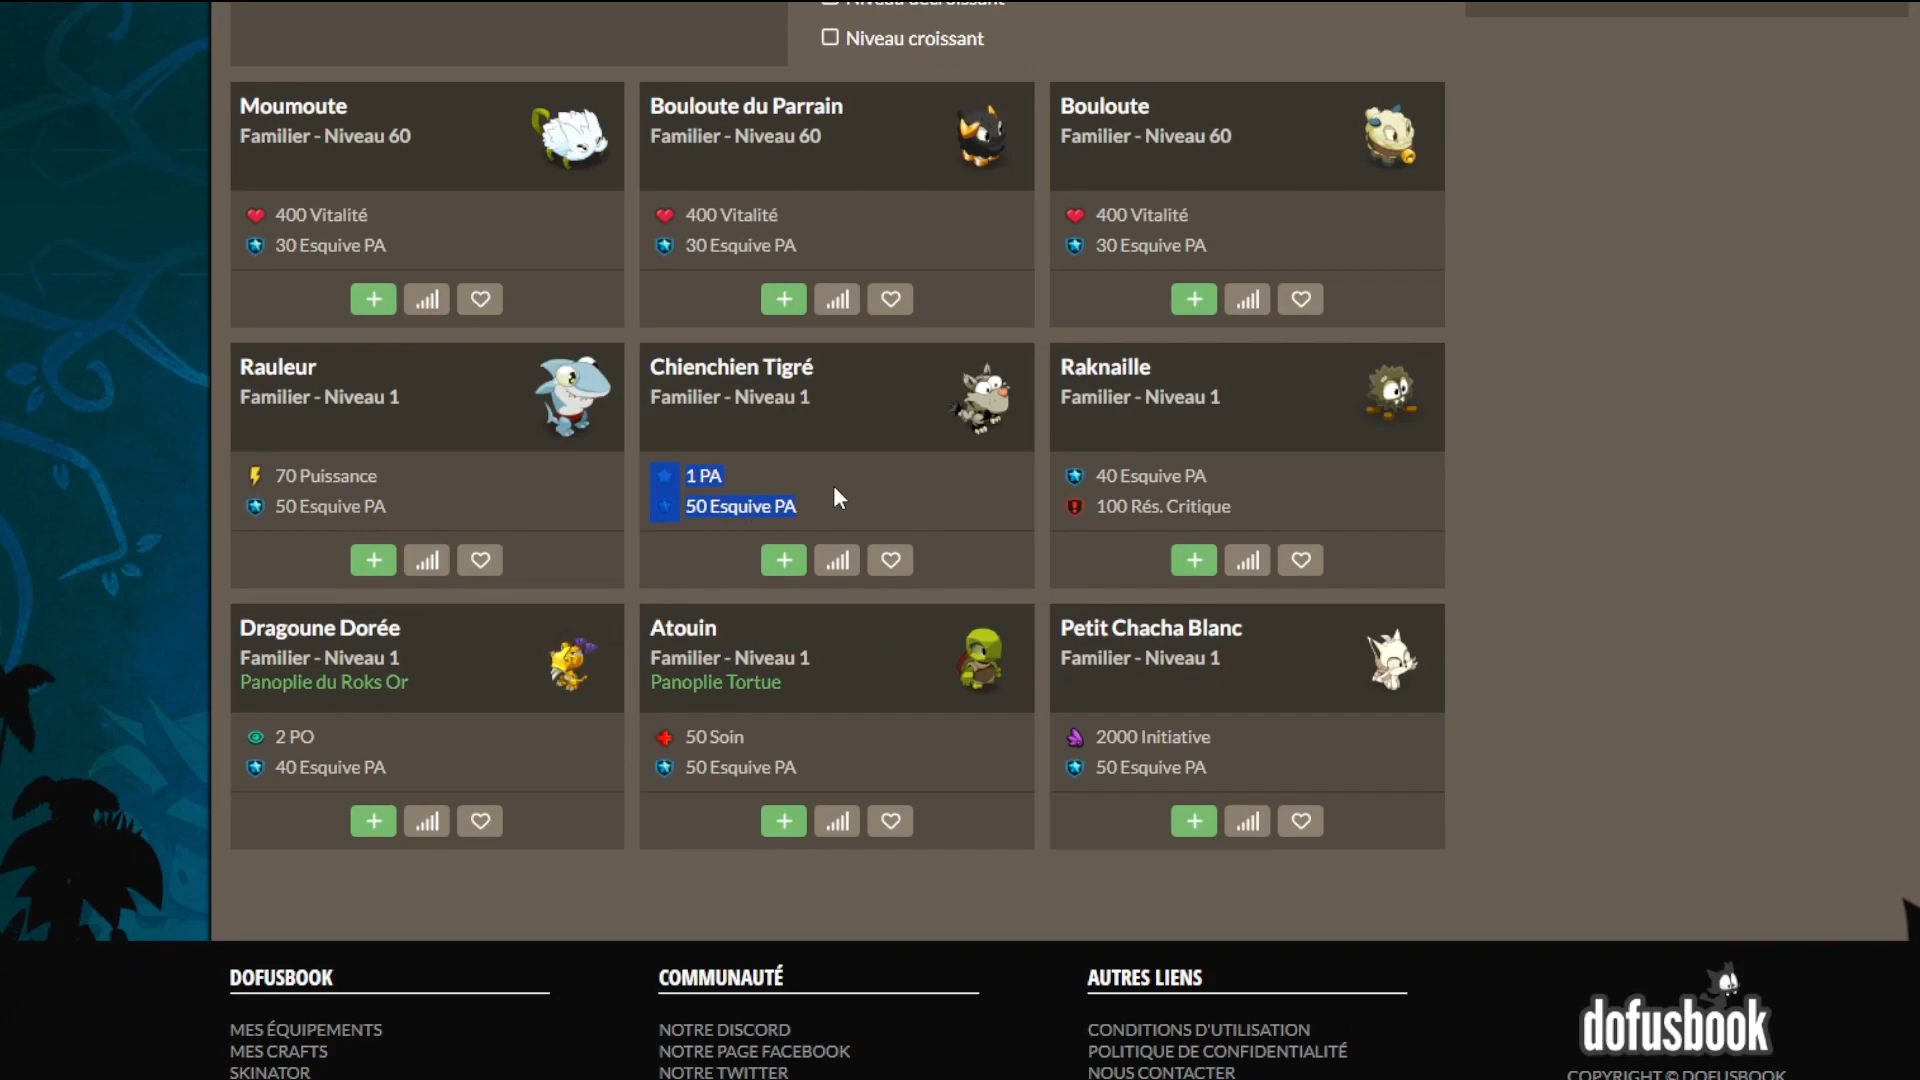 Niveau décroissant
Niveau croissant
Moumoute
Familier - Niveau 60
400 Vitalité
30 Esquive PA
Bouloute du Parrain
Familier - Niveau 60
400 Vitalité
30 Esquive PA
Bouloute
Familier - Niveau 60
400 Vitalité
30 Esquive PA
Rauleur
Familier - Niveau 1
70 Puissance
50 Esquive PA
Chienchien Tigré
Familier - Niveau 1
1 PA
50 Esquive PA
Raknaille
Familier - Niveau 1
40 Esquive PA
100 Rés. Critique
Dragoune Dorée
Familier - Niveau 1
Panoplie du Roks Or
2 PO
40 Esquive PA
Atouin
Familier - Niveau 1
Panoplie Tortue
50 Soin
50 Esquive PA
Petit Chacha Blanc
Familier - Niveau 1
2000 Initiative
50 Esquive PA
DOFUSBOOK
MES ÉQUIPEMENTS
MES CRAFTS
SKINATOR
COMMUNAUTÉ
NOTRE DISCORD
NOTRE PAGE FACEBOOK
NOTRE TWITTER
AUTRES LIENS
CONDITIONS D'UTILISATION
POLITIQUE DE CONFIDENTIALITÉ
NOUS CONTACTER
dofusbook
COPYRIGHT © DOFUSBOOK